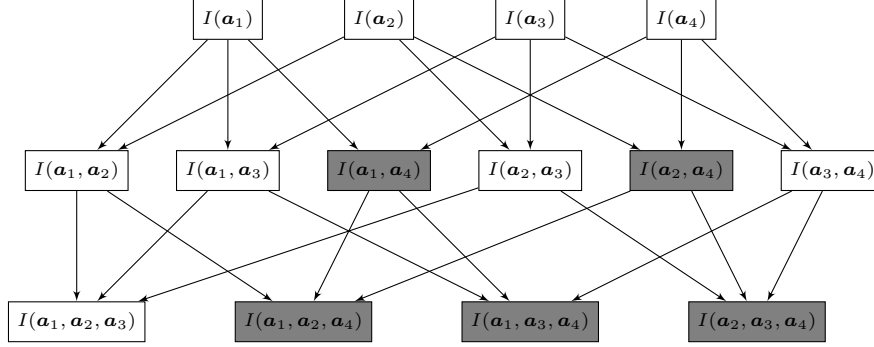 I(a₁) I(a₂) I(a₃) I(a₄)
I(a₁, a₂) I(a₁, a₃) I(a₁, a₄) I(a₂, a₃) I(a₂, a₄) I(a₃, a₄)
I(a₁, a₂, a₃) I(a₁, a₂, a₄) I(a₁, a₃, a₄) I(a₂, a₃, a₄)